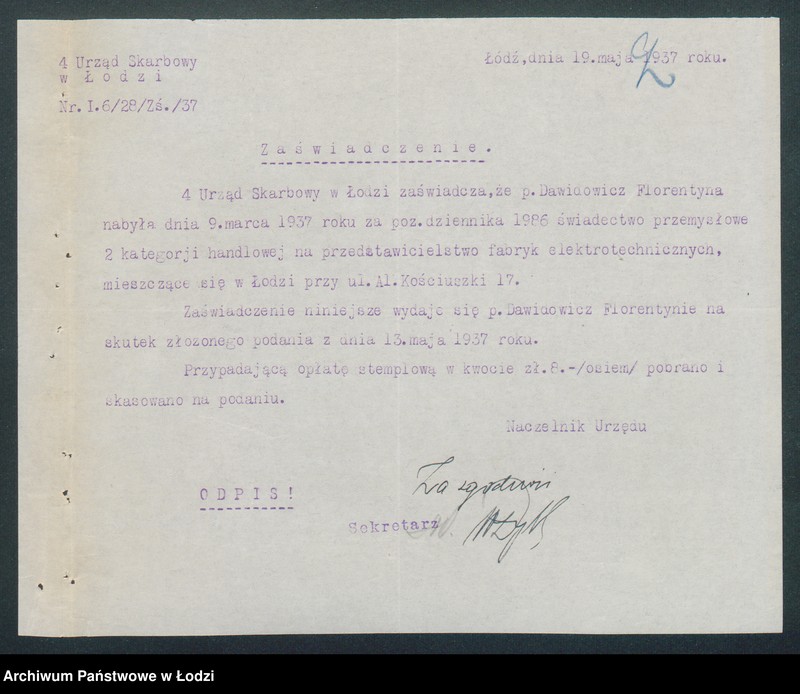 4 Urząd Skarbowy
w Łodzi
Łódź,dnia 19.maja 1937 roku.
2
Nr.I.6/28/Zś./37
Zaświadczenie.
4 Urząd Skarbowy w Łodzi zaświadcza,że p.Dawidowicz Florentyna
nabyła dnia 9.marca 1937 roku za poz.dziennika 1986 świadectwo przemysłowe
2 kategorji handlowej na przedstawicielstwo fabryk elektrotechnicznych,
mieszczące się w Łodzi przy ul.Al.Kościuszki 17.
Zaświadczenie niniejsze wydaje się p.Dawidowicz Florentynie na
skutek złożonego podania z dnia 13.maja 1937 roku.
Przypadającą opłatę stemplową w kwocie zł.8.-/osiem/ pobrano i
skasowano na podaniu.
Naczelnik Urzędu
ODPIS!
Za zgodność
Sekretarz
Archiwum Państwowe w Łodzi